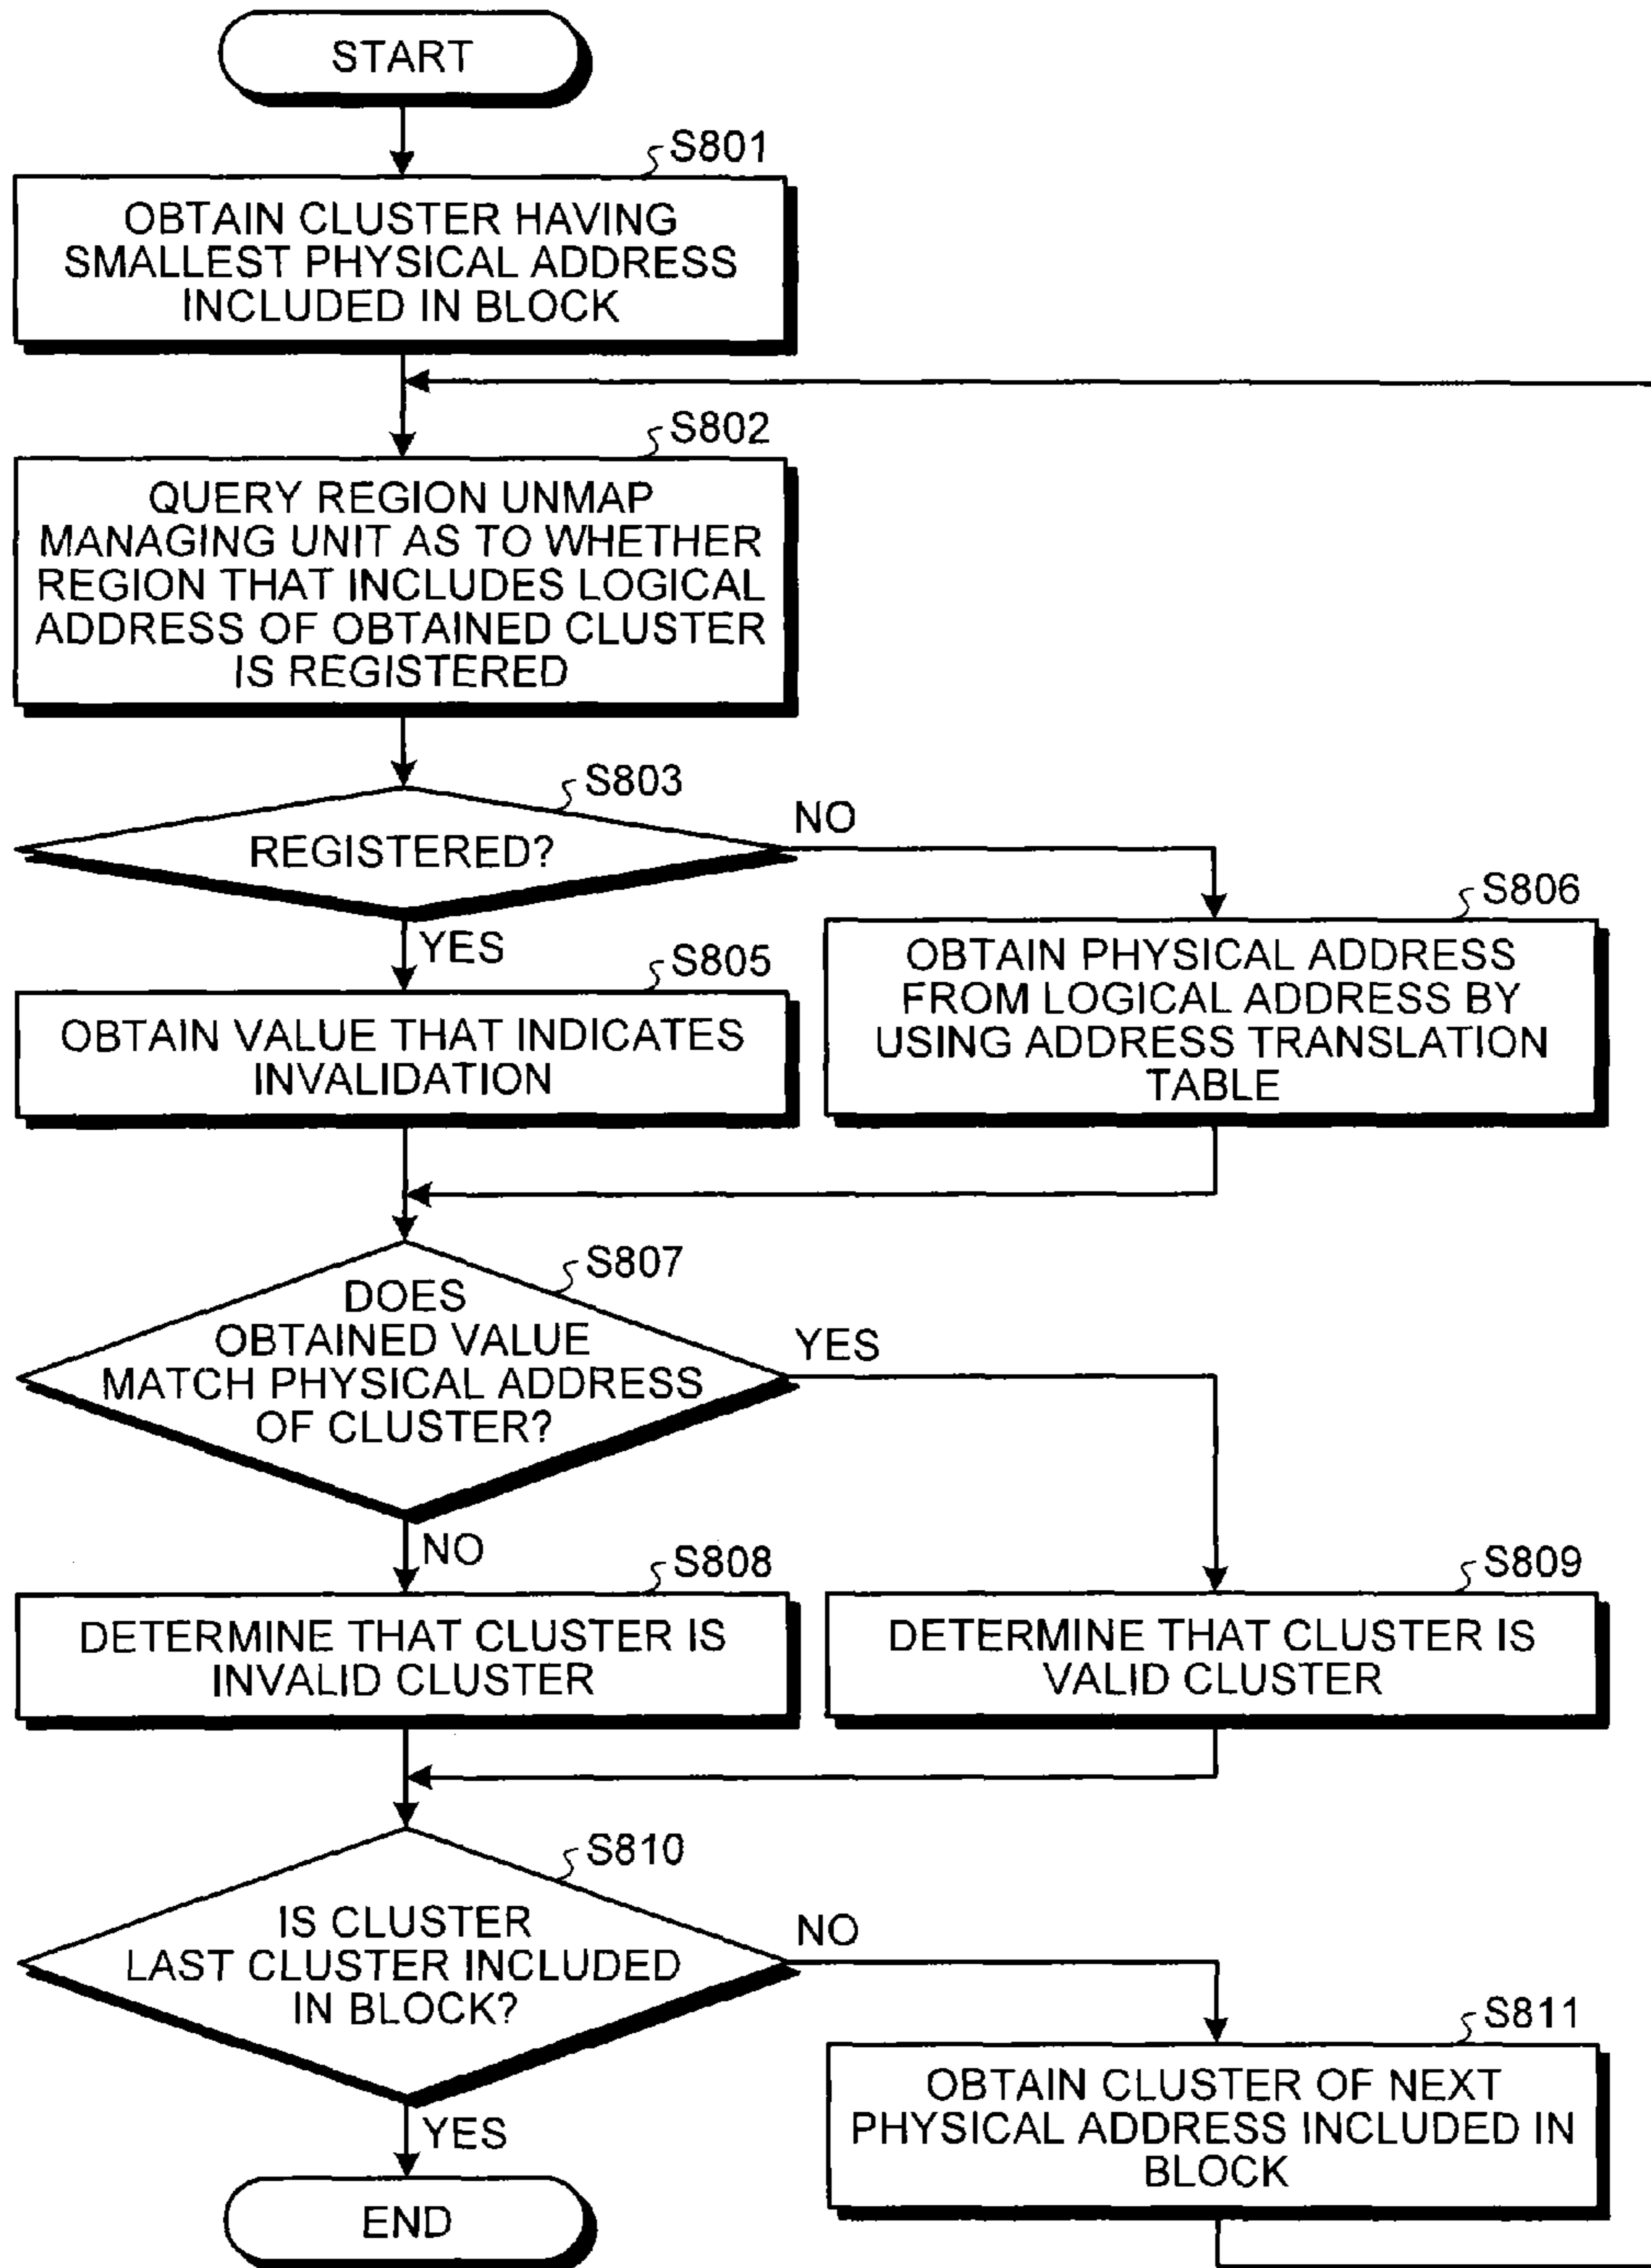 START
S801
OBTAIN CLUSTER HAVING
SMALLEST PHYSICAL ADDRESS
INCLUDED IN BLOCK
S802
QUERY REGION UNMAP
MANAGING UNIT AS TO WHETHER
REGION THAT INCLUDES LOGICAL
ADDRESS OF OBTAINED CLUSTER
IS REGISTERED
S803
REGISTERED?
NO
YES
S805
OBTAIN VALUE THAT INDICATES
INVALIDATION
S806
OBTAIN PHYSICAL ADDRESS
FROM LOGICAL ADDRESS BY
USING ADDRESS TRANSLATION
TABLE
S807
DOES
OBTAINED VALUE
MATCH PHYSICAL ADDRESS
OF CLUSTER?
YES
NO
S808
DETERMINE THAT CLUSTER IS
INVALID CLUSTER
S809
DETERMINE THAT CLUSTER IS
VALID CLUSTER
S810
IS CLUSTER
LAST CLUSTER INCLUDED
IN BLOCK?
NO
YES
S811
OBTAIN CLUSTER OF NEXT
PHYSICAL ADDRESS INCLUDED IN
BLOCK
END